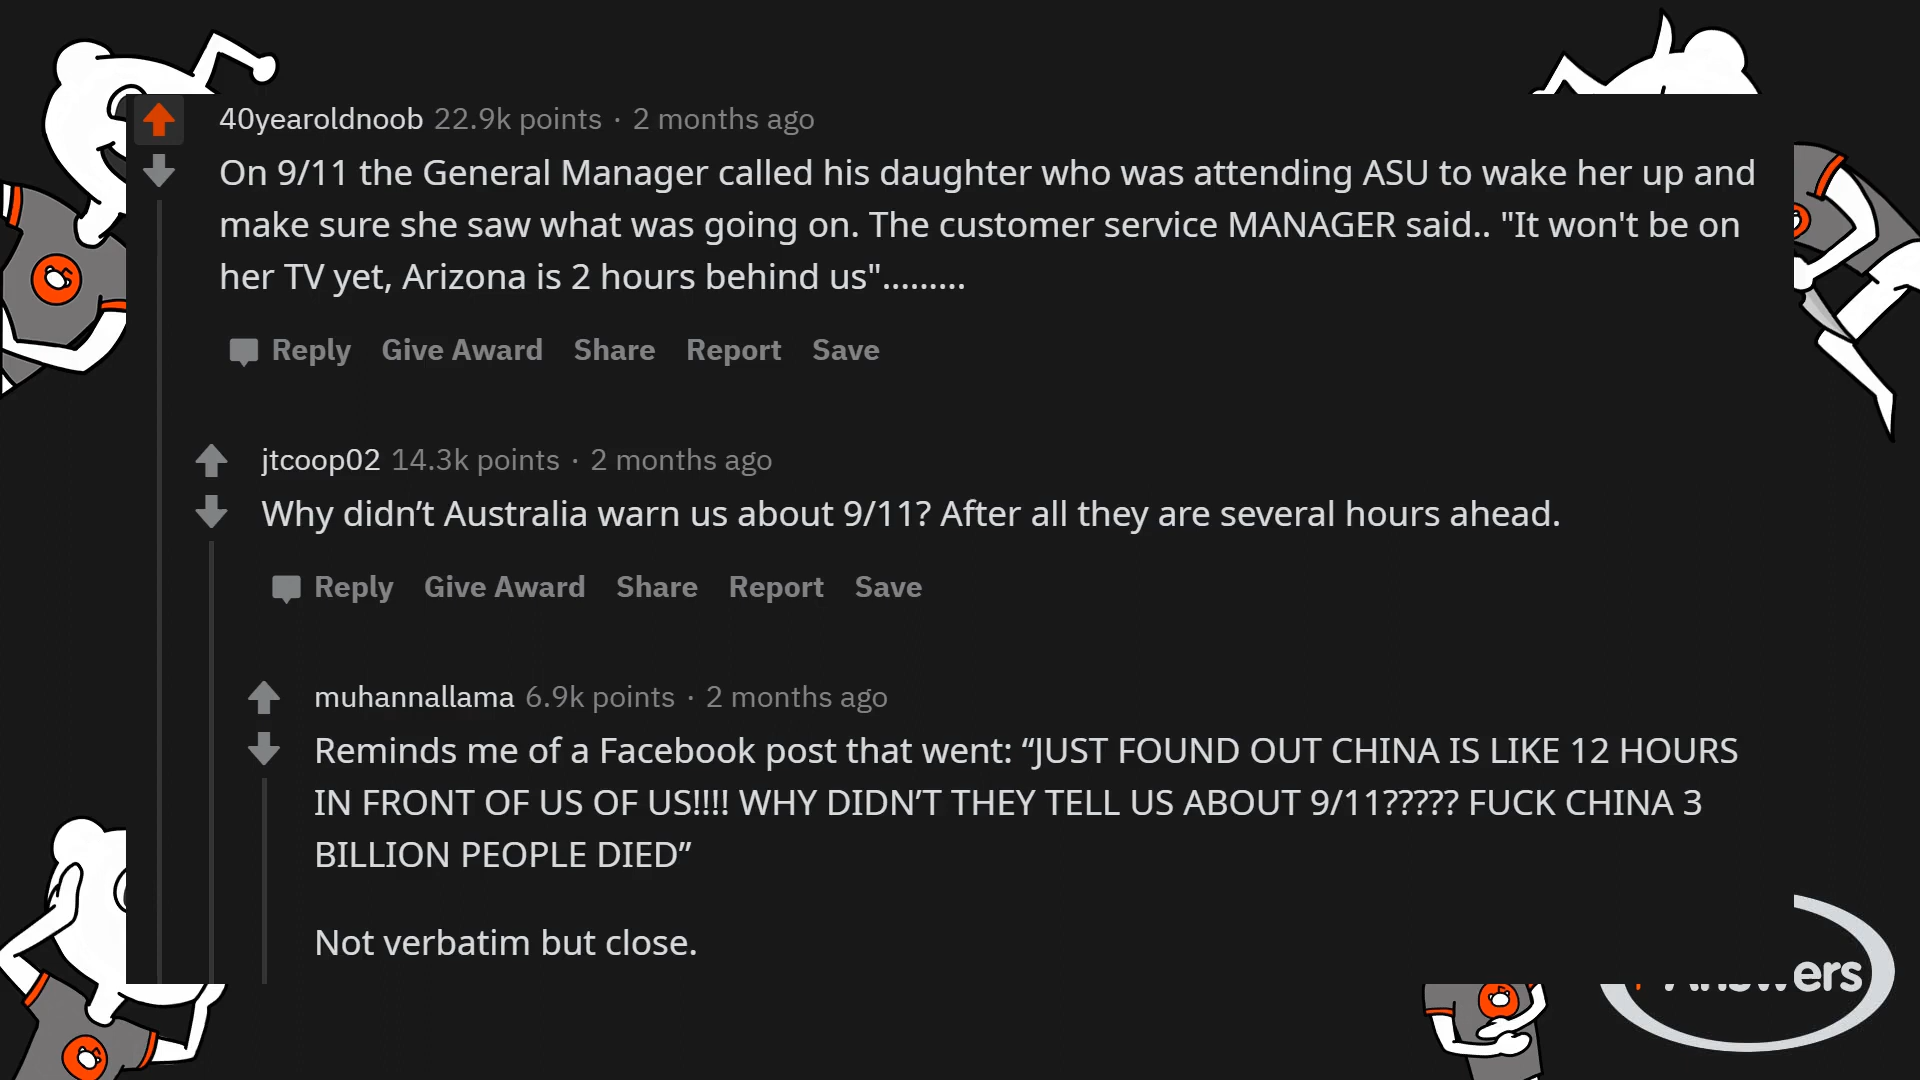 40yearoldnoob 22.9k points · 2 months ago
On 9/11 the General Manager called his daughter who was attending ASU to wake her up and
make sure she saw what was going on. The customer service MANAGER said.. "It won't be on
her TV yet, Arizona is 2 hours behind us".........
Reply Give Award Share Report Save
jtcoop02 14.3k points · 2 months ago
Why didn’t Australia warn us about 9/11? After all they are several hours ahead.
Reply Give Award Share Report Save
muhannallama 6.9k points · 2 months ago
Reminds me of a Facebook post that went: “JUST FOUND OUT CHINA IS LIKE 12 HOURS
IN FRONT OF US OF US!!!! WHY DIDN’T THEY TELL US ABOUT 9/11????? FUCK CHINA 3
BILLION PEOPLE DIED”
Not verbatim but close.